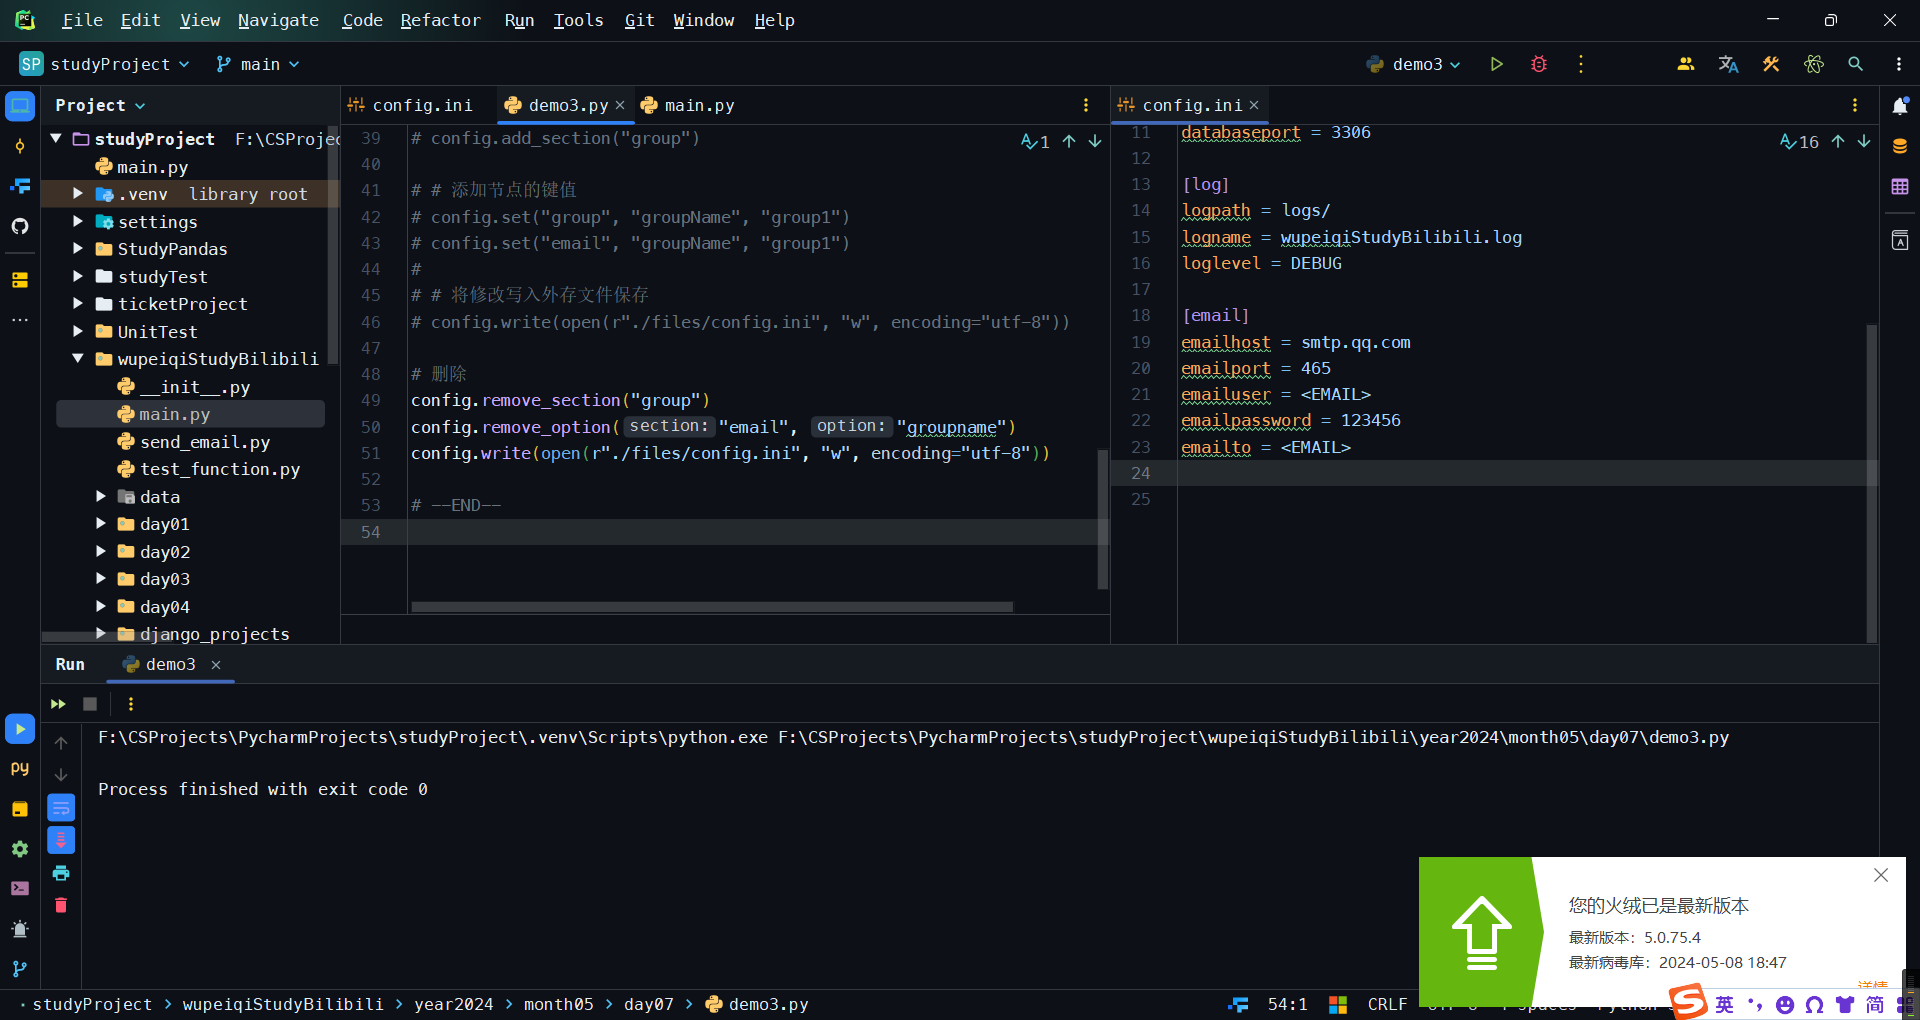 File Edit View Navigate Code Refactor Run Tools Git Window Help
SP studyProject main demo3
Project
studyProject F:\CSProjec
main.py
.venv library root
settings
StudyPandas
studyTest
ticketProject
UnitTest
wupeiqiStudyBilibili
__init__.py
main.py
send_email.py
test_function.py
data
day01
day02
day03
day04
django_projects
config.ini demo3.py main.py
1
39 # config.add_section("group")
40
41 # # 添加节点的键值
42 # config.set("group", "groupName", "group1")
43 # config.set("email", "groupName", "group1")
44 #
45 # # 将修改写入外存文件保存
46 # config.write(open(r"./files/config.ini", "w", encoding="utf-8"))
47
48 # 删除
49 config.remove_section("group")
50 config.remove_option(section: "email", option: "groupname")
51 config.write(open(r"./files/config.ini", "w", encoding="utf-8"))
52
53 # --END--
54
config.ini
16
11 databaseport = 3306
12
13 [log]
14 logpath = logs/
15 logname = wupeiqiStudyBilibili.log
16 loglevel = DEBUG
17
18 [email]
19 emailhost = smtp.qq.com
20 emailport = 465
21 emailuser = <EMAIL>
22 emailpassword = 123456
23 emailto = <EMAIL>
24
25
Run demo3
F:\CSProjects\PycharmProjects\studyProject\.venv\Scripts\python.exe F:\CSProjects\PycharmProjects\studyProject\wupeiqiStudyBilibili\year2024\month05\day07\demo3.py
Process finished with exit code 0
您的火绒已是最新版本
最新版本：5.0.75.4
最新病毒库：2024-05-08 18:47
详情
studyProject > wupeiqiStudyBilibili > year2024 > month05 > day07 > demo3.py
54:1 CRLF
英 简